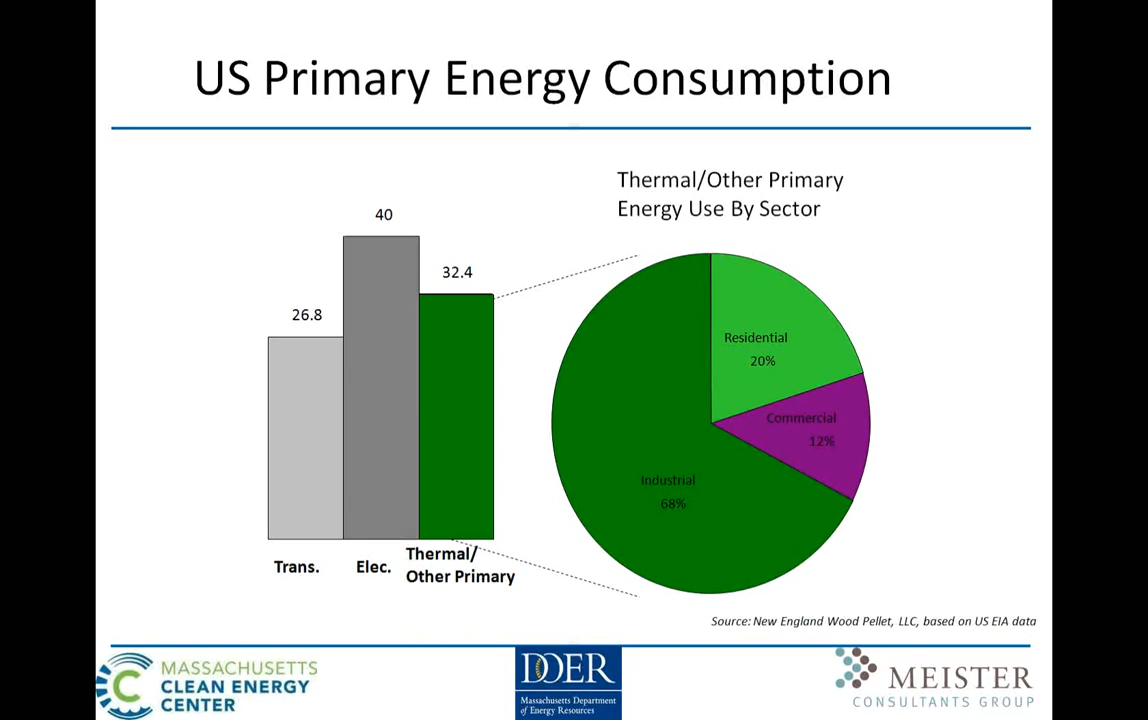 US Primary Energy Consumption
Thermal/Other Primary
Energy Use By Sector
40
32.4
26.8
Residential
20%
Commercial
12%
Industrial
68%
Trans.
Elec.
Thermal/
Other Primary
Source: New England Wood Pellet, LLC, based on US EIA data
MASSACHUSETTS
CLEAN ENERGY
CENTER
DOER
Massachusetts Department
of Energy Resources
MEISTER
CONSULTANTS GROUP